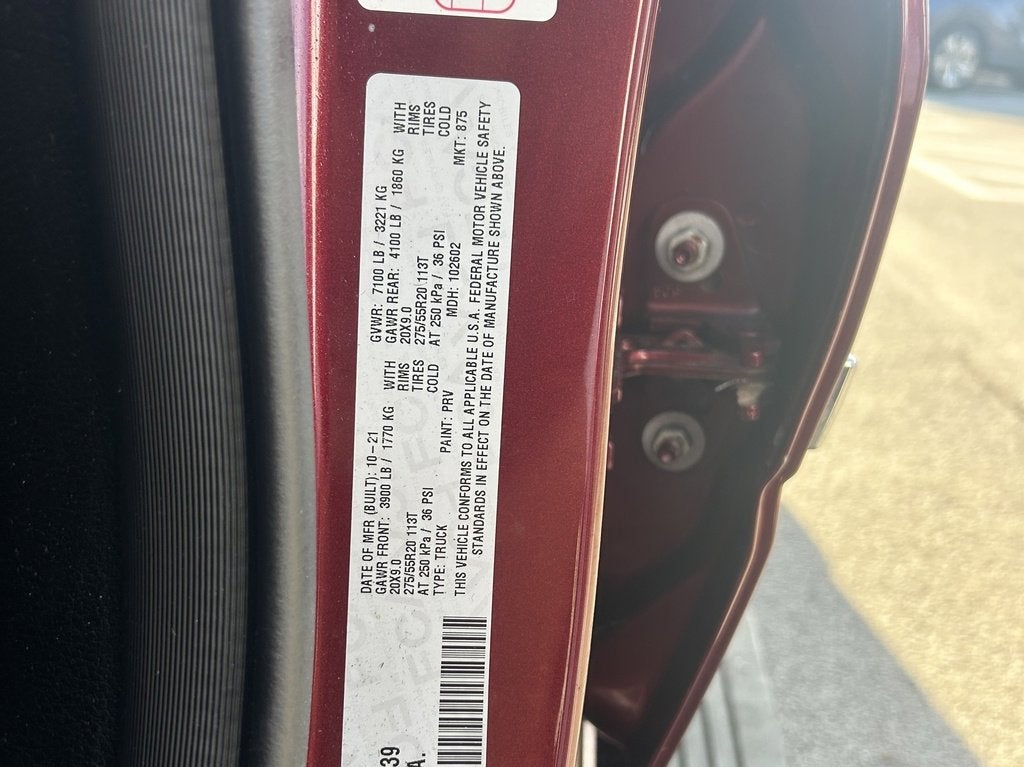 DATE OF MFR (BUILT): 10-21 GVWR: 7100 LB / 3221 KG
GAWR FRONT: 3900 LB / 1770 KG WITH GAWR REAR: 4100 LB / 1860 KG WITH
20X9.0 RIMS 20X9.0 RIMS
275/55R20 113T TIRES 275/55R20 113T TIRES
AT 250 kPa / 36 PSI COLD AT 250 kPa / 36 PSI COLD
TYPE: TRUCK PAINT: PRV MDH: 102602 MKT: 875
THIS VEHICLE CONFORMS TO ALL APPLICABLE U.S.A. FEDERAL MOTOR VEHICLE SAFETY
STANDARDS IN EFFECT ON THE DATE OF MANUFACTURE SHOWN ABOVE.
39
A.